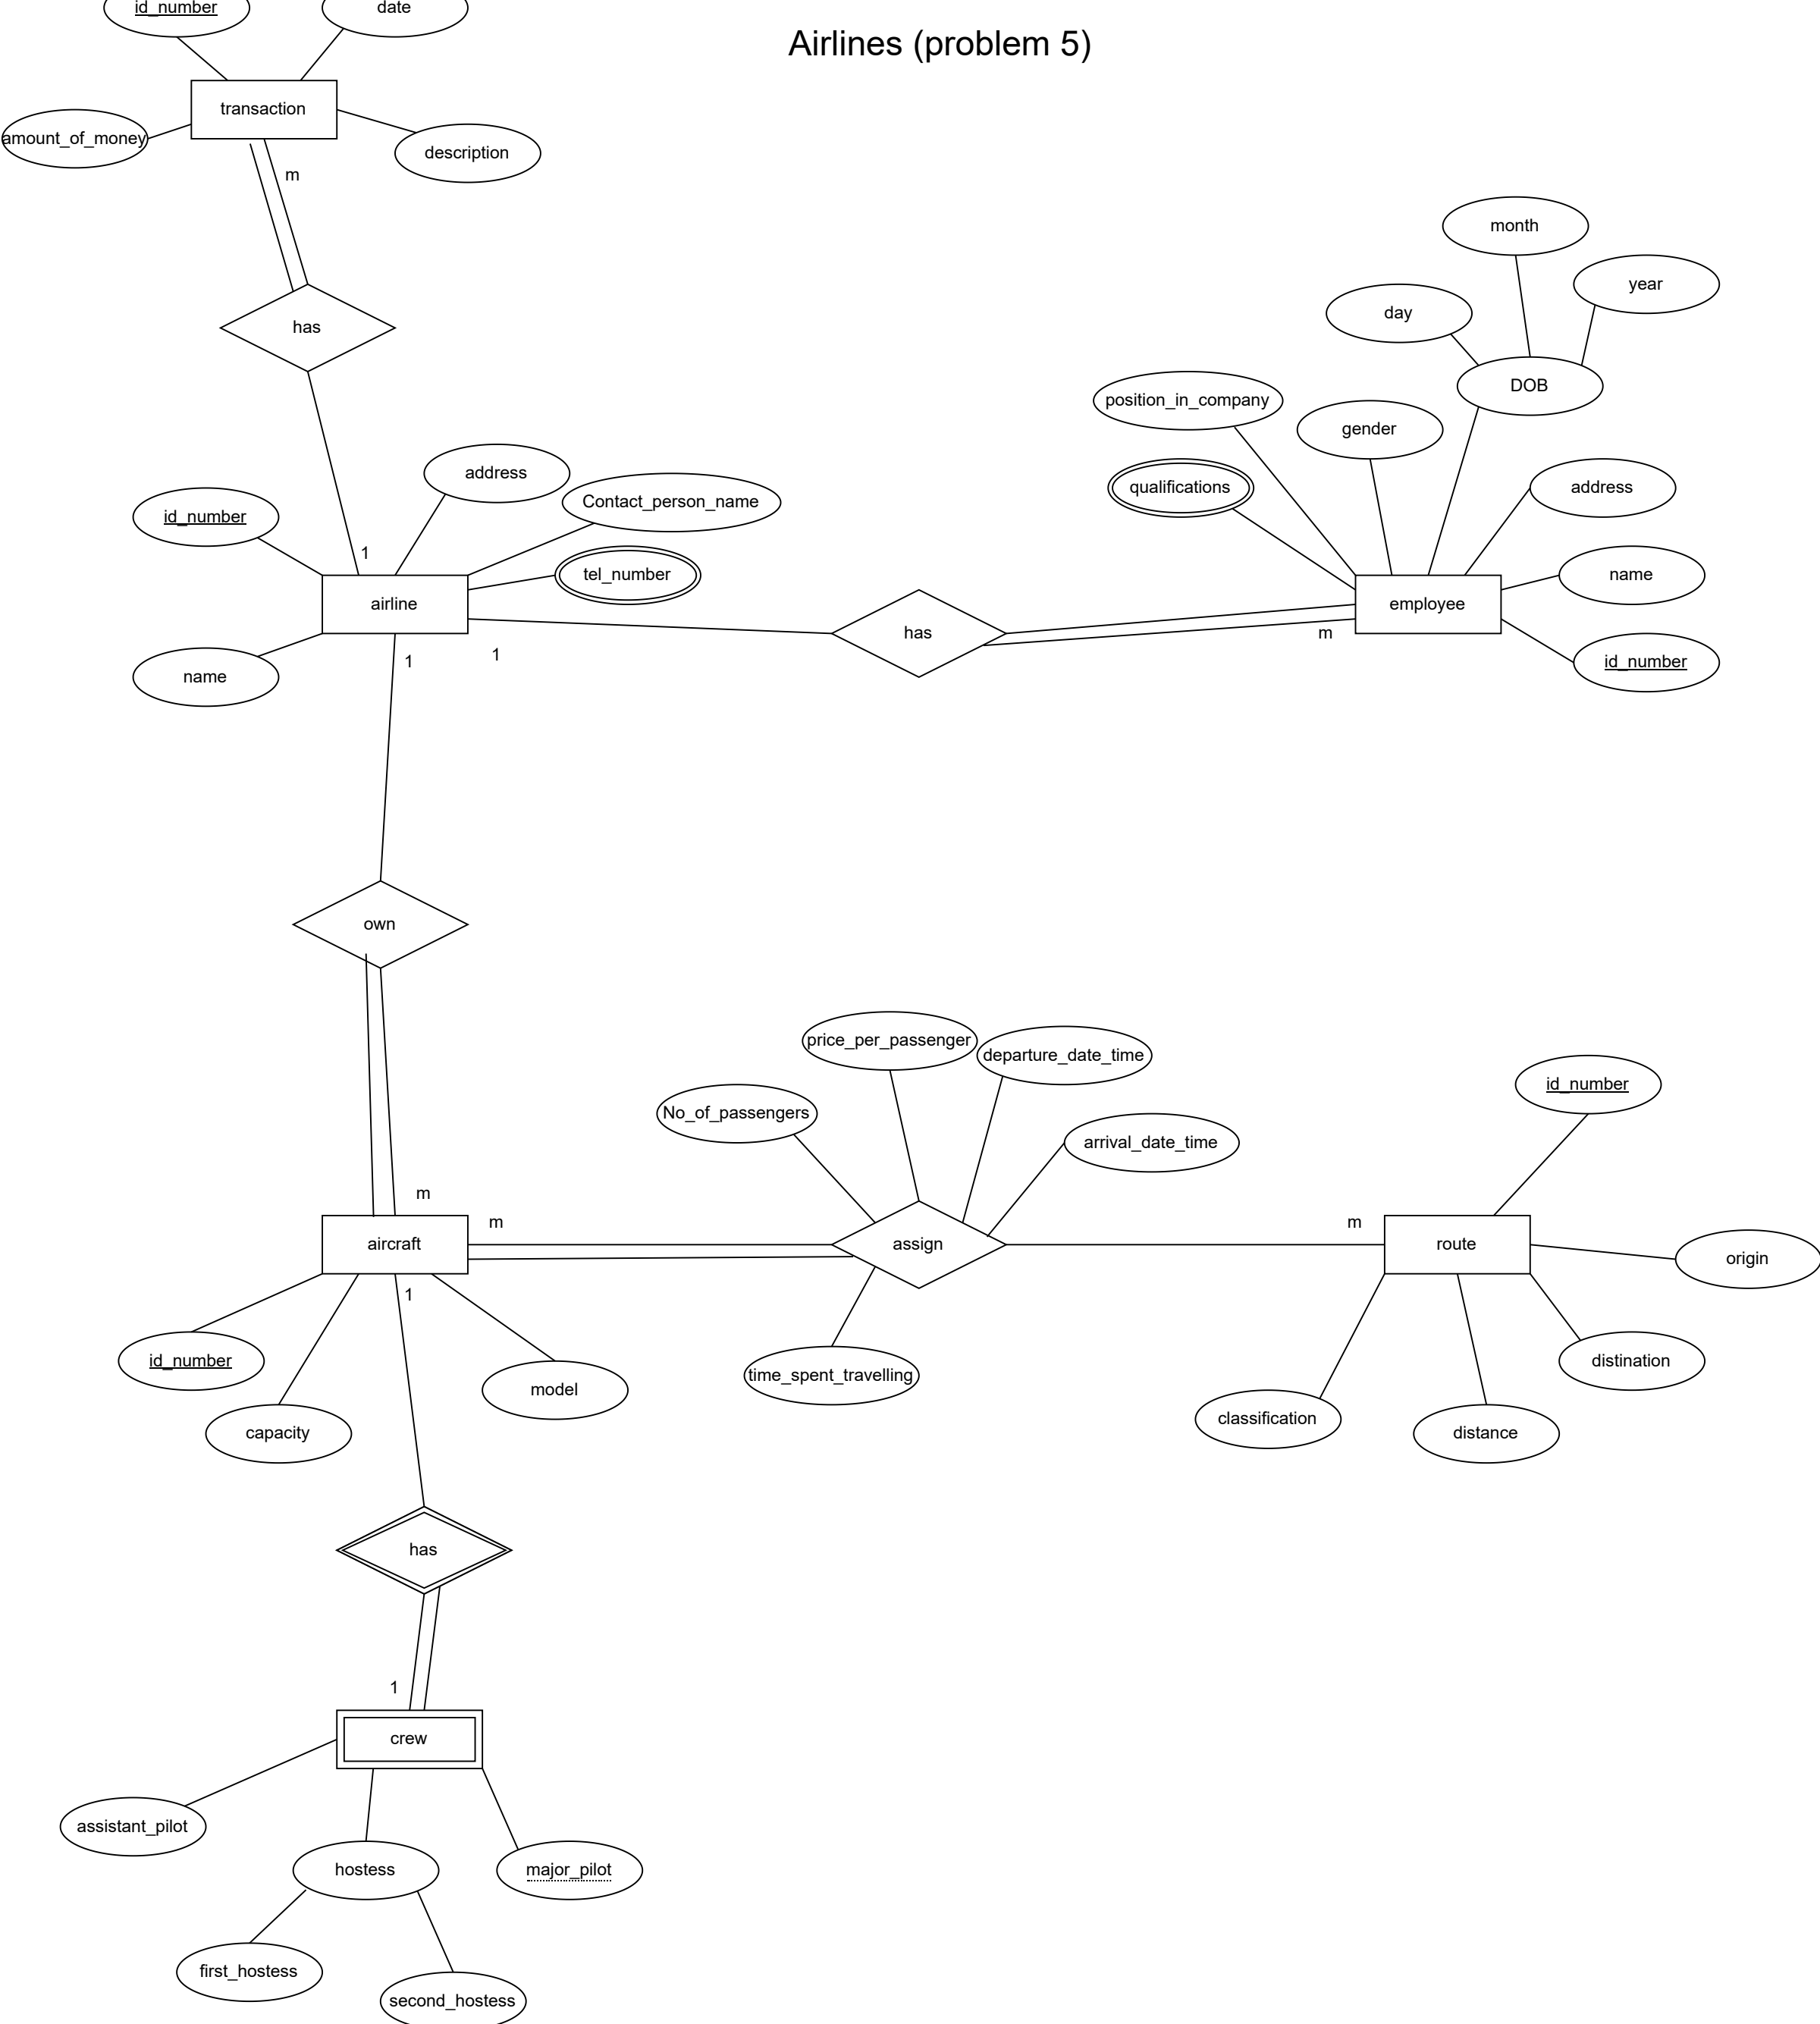 id_number
date
Airlines (problem 5)
transaction
amount_of_money
description
m
month
year
day
has
DOB
position_in_company
gender
address
Contact_person_name
qualifications
address
id_number
1
tel_number
name
airline
employee
has
m
1
1
id_number
name
own
price_per_passenger
departure_date_time
id_number
No_of_passengers
arrival_date_time
m
m
m
aircraft
assign
route
origin
1
id_number
model
time_spent_travelling
distination
capacity
classification
distance
has
1
crew
assistant_pilot
hostess
major_pilot
first_hostess
second_hostess